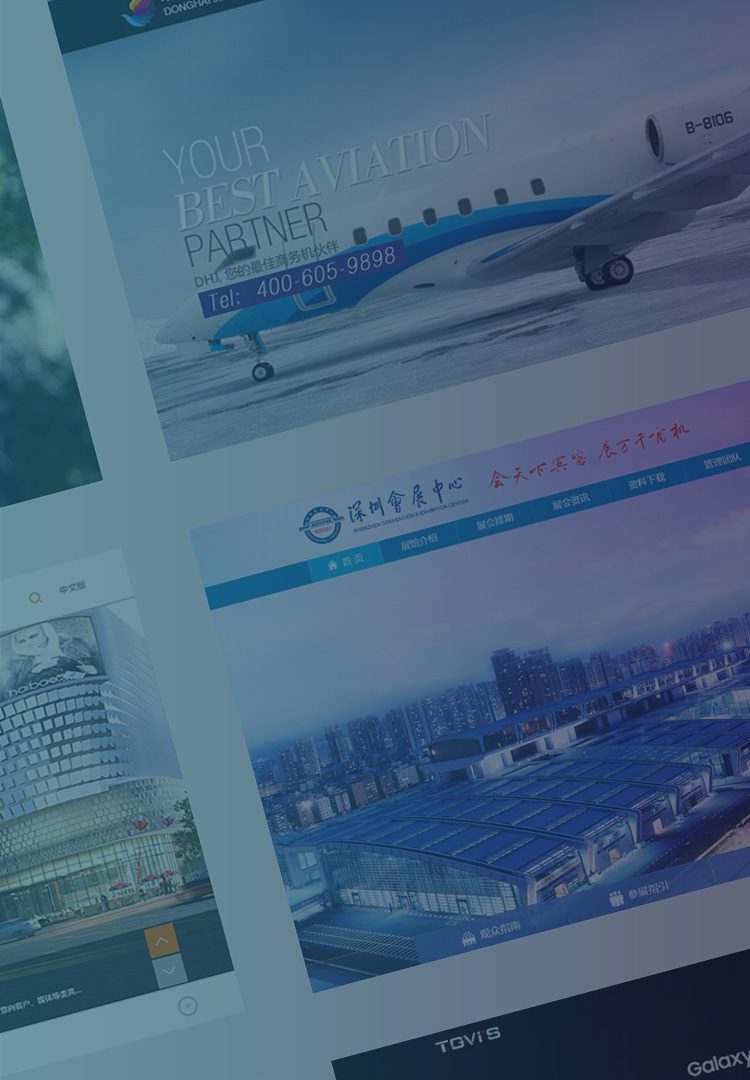 YOUR
BEST AVIATION
PARTNER
DHJ, 您的最佳商务机伙伴
Tel: 400-605-9898
B-8106
深圳會展中心
SHENZHEN CONVENTION & EXHIBITION CENTER
会天下宾客 展万千商机
首页
展馆介绍
展会排期
展会资讯
资料下载
管理团队
中文版
观众指南
参展指引
TGViS
Galaxy